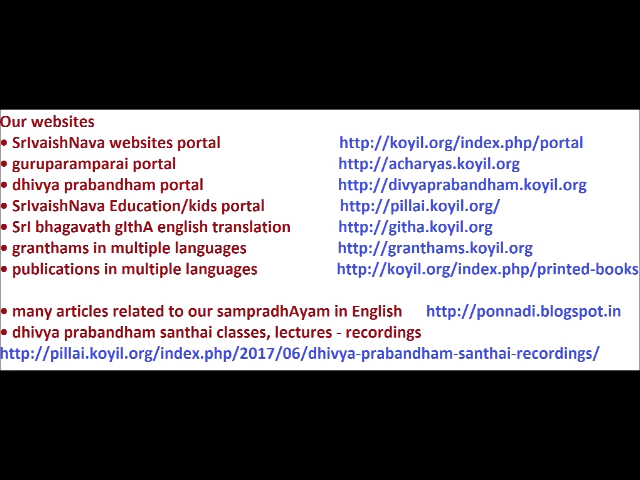 Our websites
• SrIvaishNava websites portal http://koyil.org/index.php/portal
• guruparamparai portal http://acharyas.koyil.org
• dhivya prabandham portal http://divyaprabandham.koyil.org
• SrIvaishNava Education/kids portal http://pillai.koyil.org/
• SrI bhagavath gIthA english translation http://githa.koyil.org
• granthams in multiple languages http://granthams.koyil.org
• publications in multiple languages http://koyil.org/index.php/printed-books
• many articles related to our sampradhAyam in English http://ponnadi.blogspot.in
• dhivya prabandham santhai classes, lectures - recordings
http://pillai.koyil.org/index.php/2017/06/dhivya-prabandham-santhai-recordings/